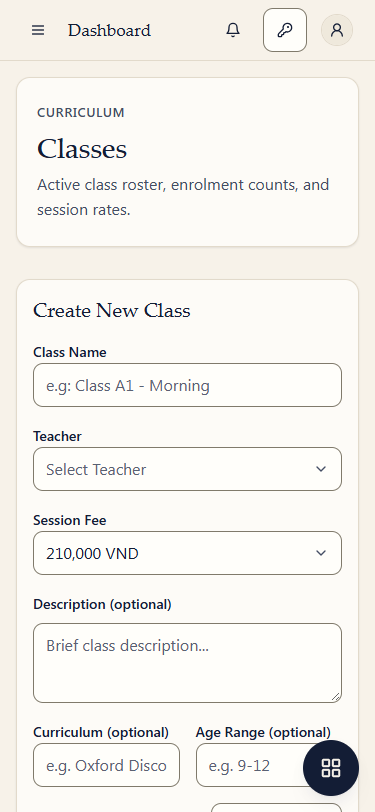 Dashboard
CURRICULUM
Classes
Active class roster, enrolment counts, and
session rates.
Create New Class
Class Name
e.g: Class A1 - Morning
Teacher
Select Teacher
Session Fee
210,000 VND
Description (optional)
Brief class description...
Curriculum (optional)
Age Range (optional)
e.g. Oxford Disco
e.g. 9-12